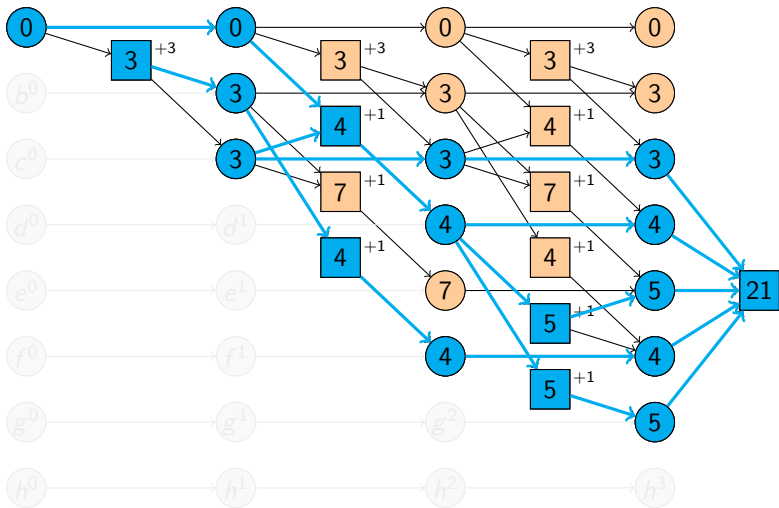 0 0 0 0
3 +3 3 +3 3 +3
b⁰ 3 3 3
4 +1 4 +1
c⁰ 3 3 3
7 +1 7 +1
d⁰ d¹ 4 4
4 +1 4 +1
e⁰ e¹ 7 5 21
5 +1
f⁰ f¹ 4 4
5 +1
g⁰ g¹ g² 5
h⁰ h¹ h² h³